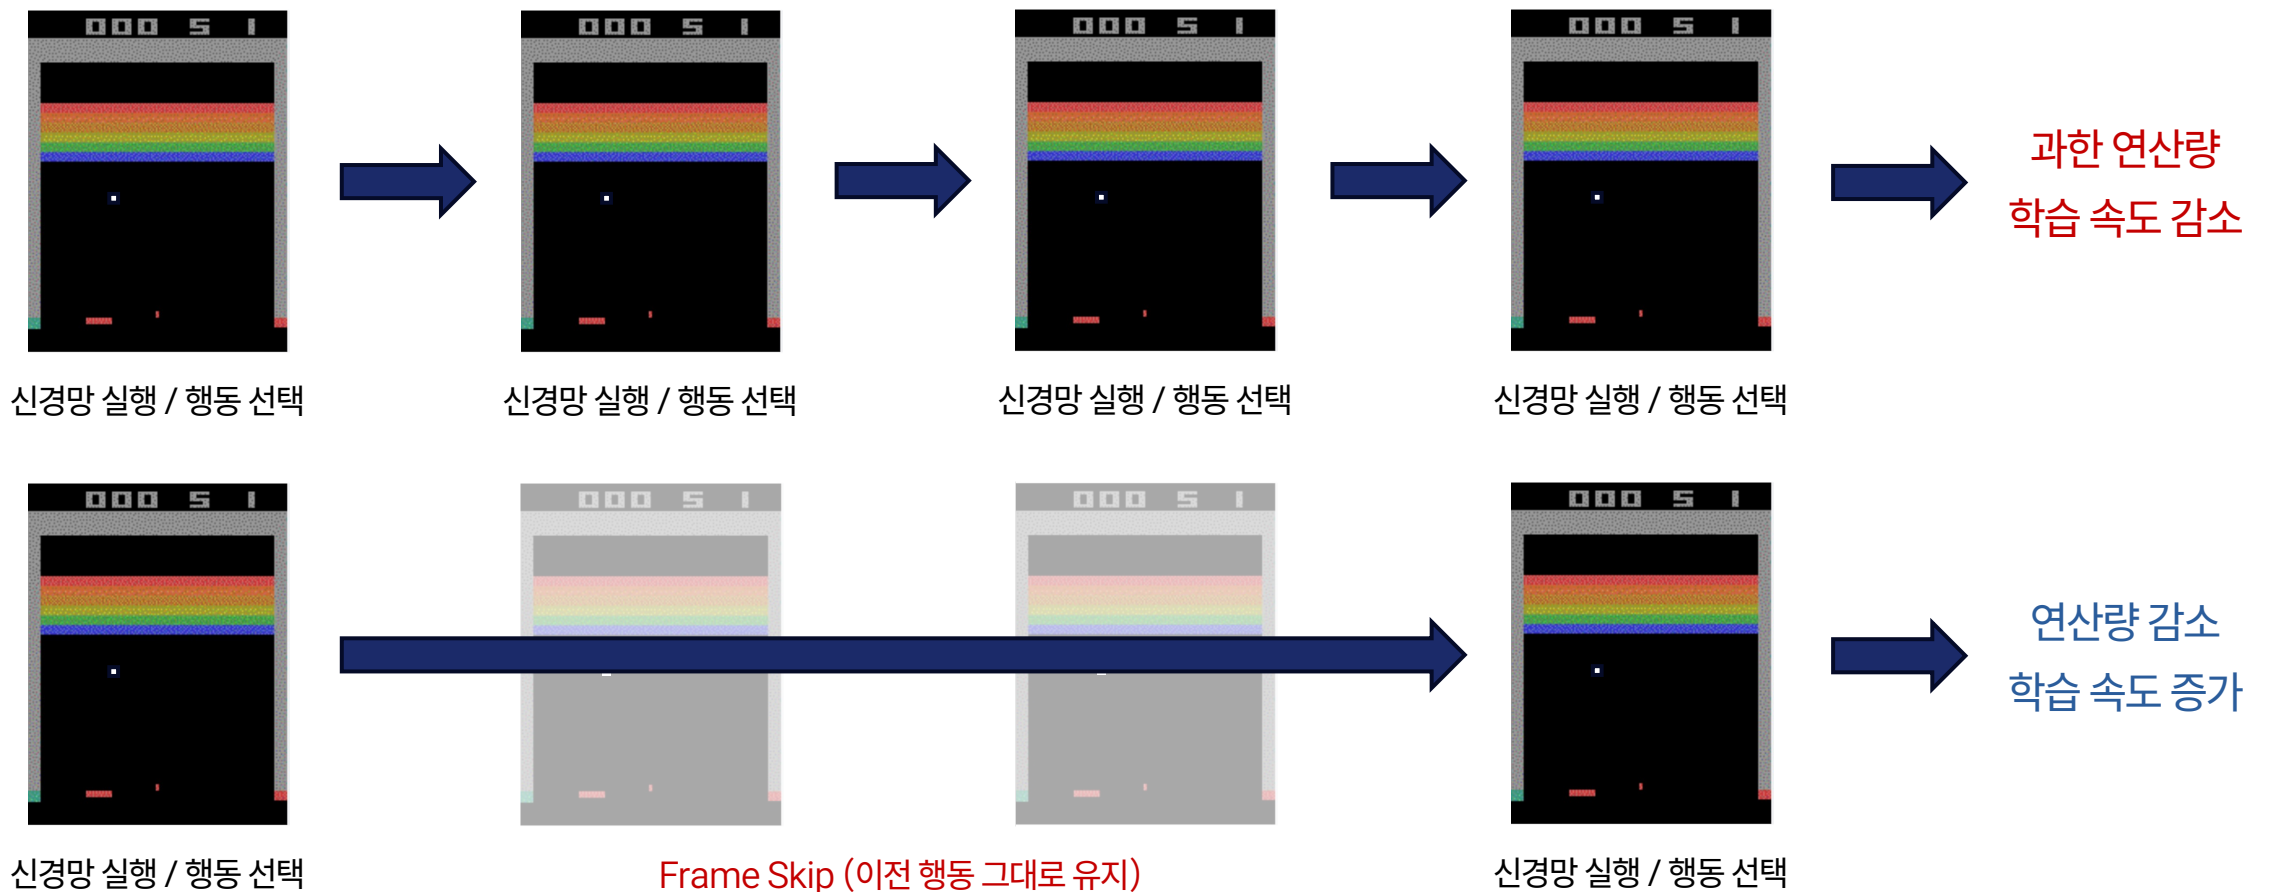 000 5 1
000 5 1
000 5 1
000 5 1
과한 연산량
학습 속도 감소
신경망 실행 / 행동 선택
신경망 실행 / 행동 선택
신경망 실행 / 행동 선택
신경망 실행 / 행동 선택
000 5 1
000 5 1
000 5 1
000 5 1
연산량 감소
학습 속도 증가
신경망 실행 / 행동 선택
Frame Skip (이전 행동 그대로 유지)
신경망 실행 / 행동 선택